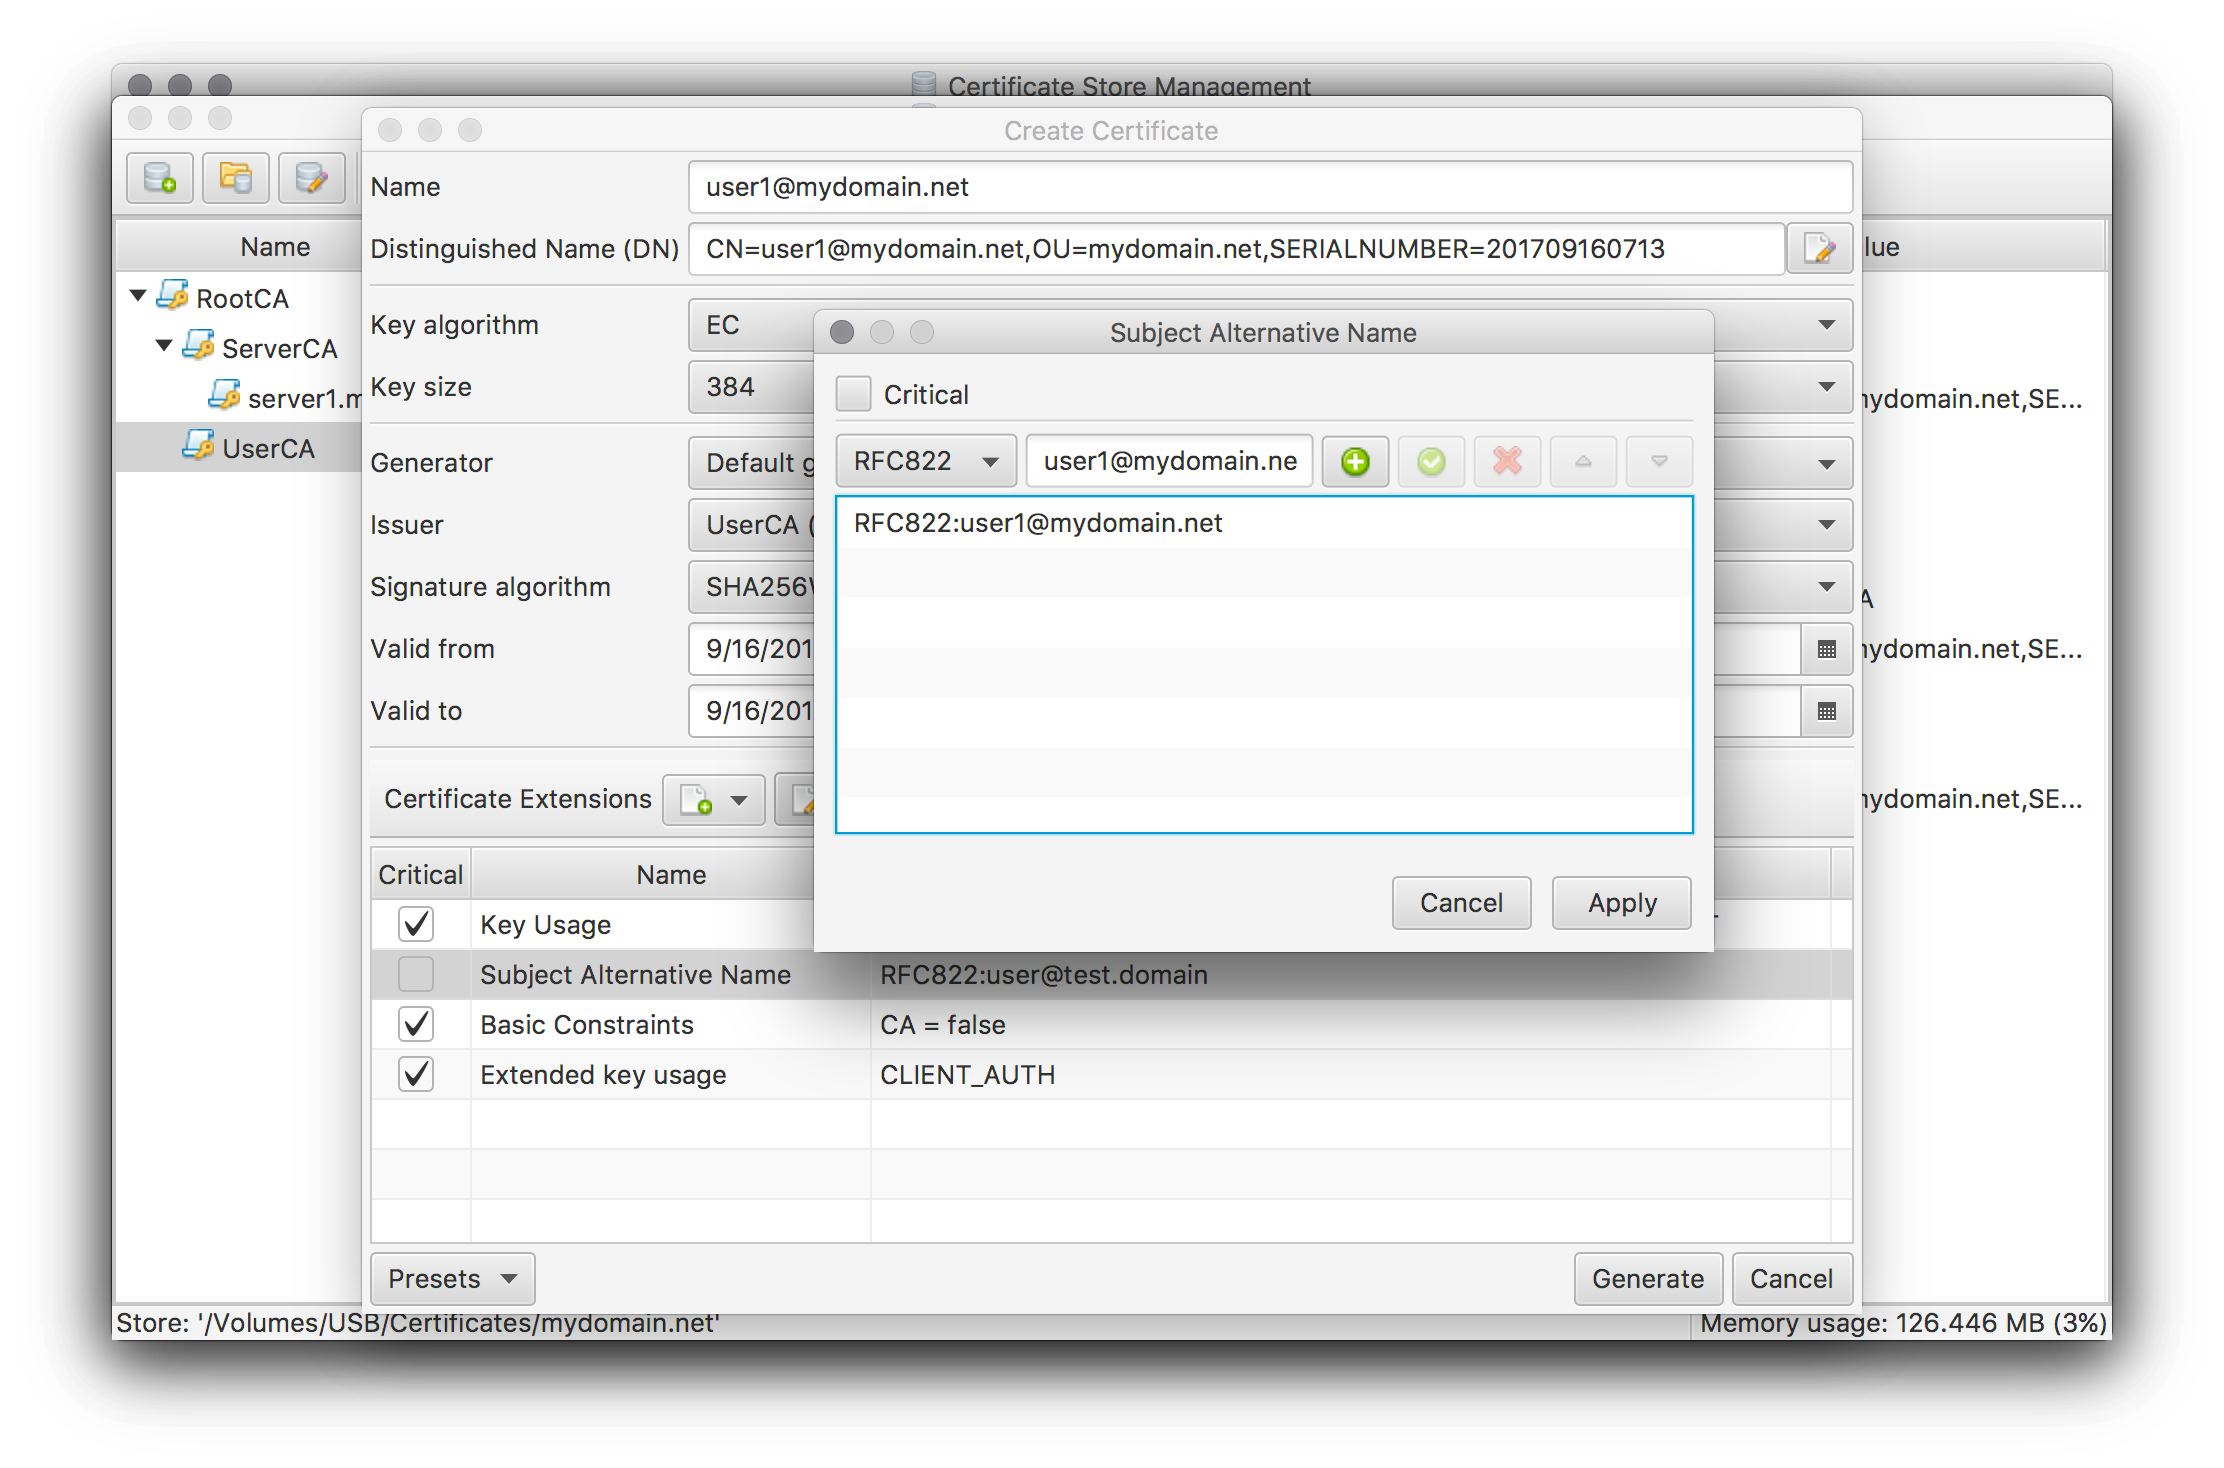 Certificate Store Management
Create Certificate
Name
user1@mydomain.net
Distinguished Name (DN)
CN=user1@mydomain.net,OU=mydomain.net,SERIALNUMBER=201709160713
Name
lue
RootCA
ServerCA
server1.m
UserCA
Key algorithm
EC
Key size
384
Generator
Default g
Issuer
UserCA (
Signature algorithm
SHA256W
Valid from
9/16/201
Valid to
9/16/201
Subject Alternative Name
Critical
RFC822
user1@mydomain.ne
RFC822:user1@mydomain.net
Cancel
Apply
mydomain.net,SE...
A
mydomain.net,SE...
mydomain.net,SE...
Certificate Extensions
Critical
Name
Key Usage
Subject Alternative Name
RFC822:user@test.domain
Basic Constraints
CA = false
Extended key usage
CLIENT_AUTH
Presets
Generate
Cancel
Store: '/Volumes/USB/Certificates/mydomain.net'
Memory usage: 126.446 MB (3%)